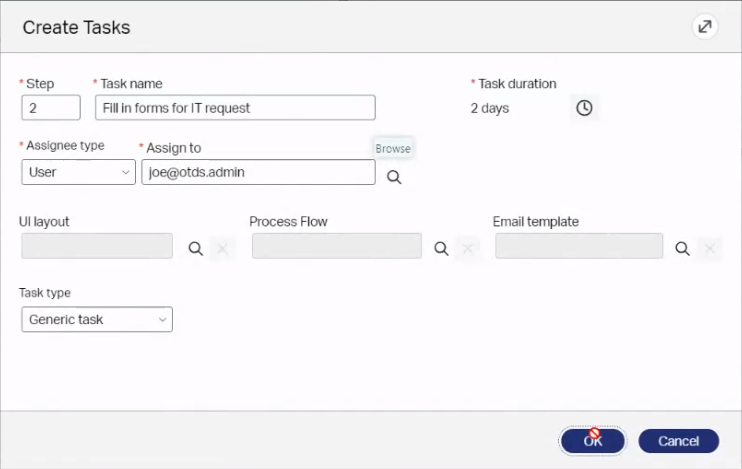 Create Tasks
* Step
* Task name
* Task duration
2
Fill in forms for IT request
2 days
* Assignee type
* Assign to
Browse
User
joe@otds.admin
UI layout
Process Flow
Email template
Task type
Generic task
OK
Cancel